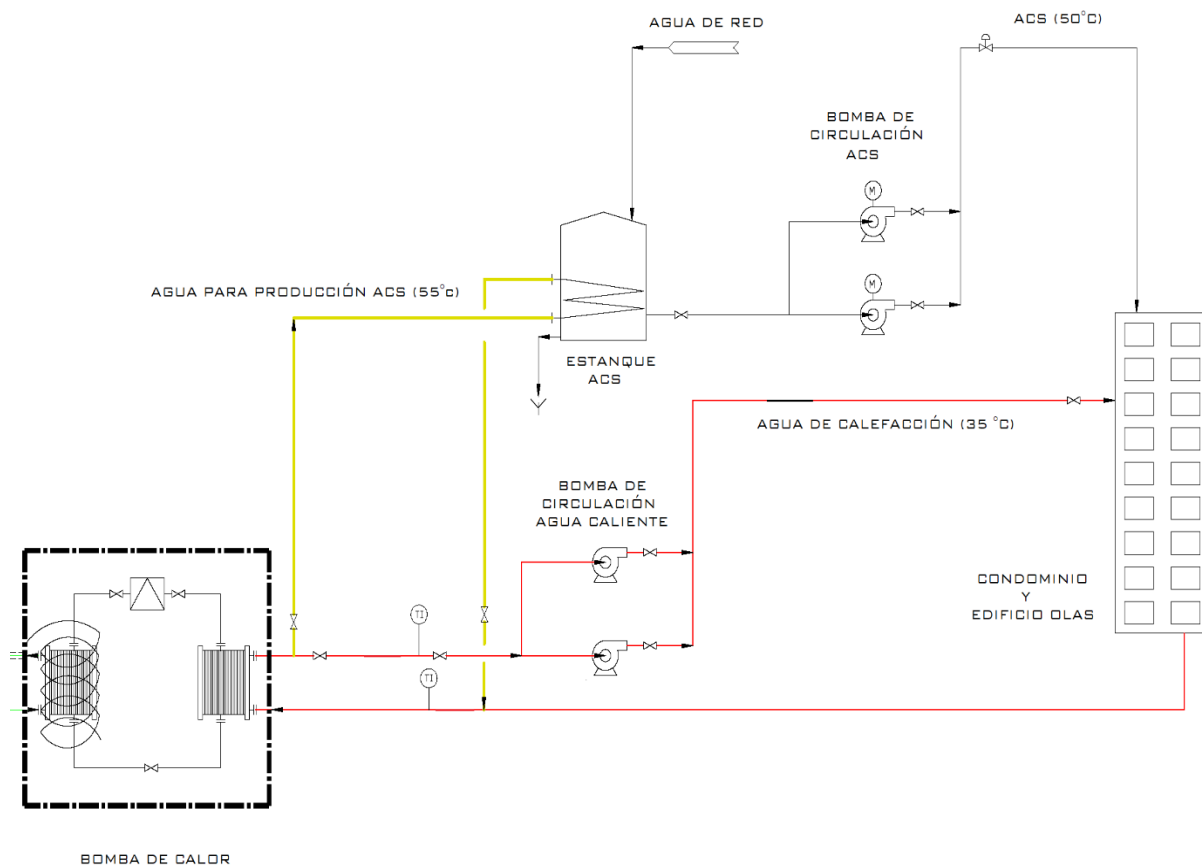 AGUA DE RED
ACS (50°C)
BOMBA DE
CIRCULACIÓN
ACS
M
AGUA PARA PRODUCCIÓN ACS (55°c)
M
ESTANQUE
ACS
AGUA DE CALEFACCIÓN (35 °C)
BOMBA DE
CIRCULACIÓN
AGUA CALIENTE
CONDOMINIO
Y
EDIFICIO OLAS
TI
TI
BOMBA DE CALOR